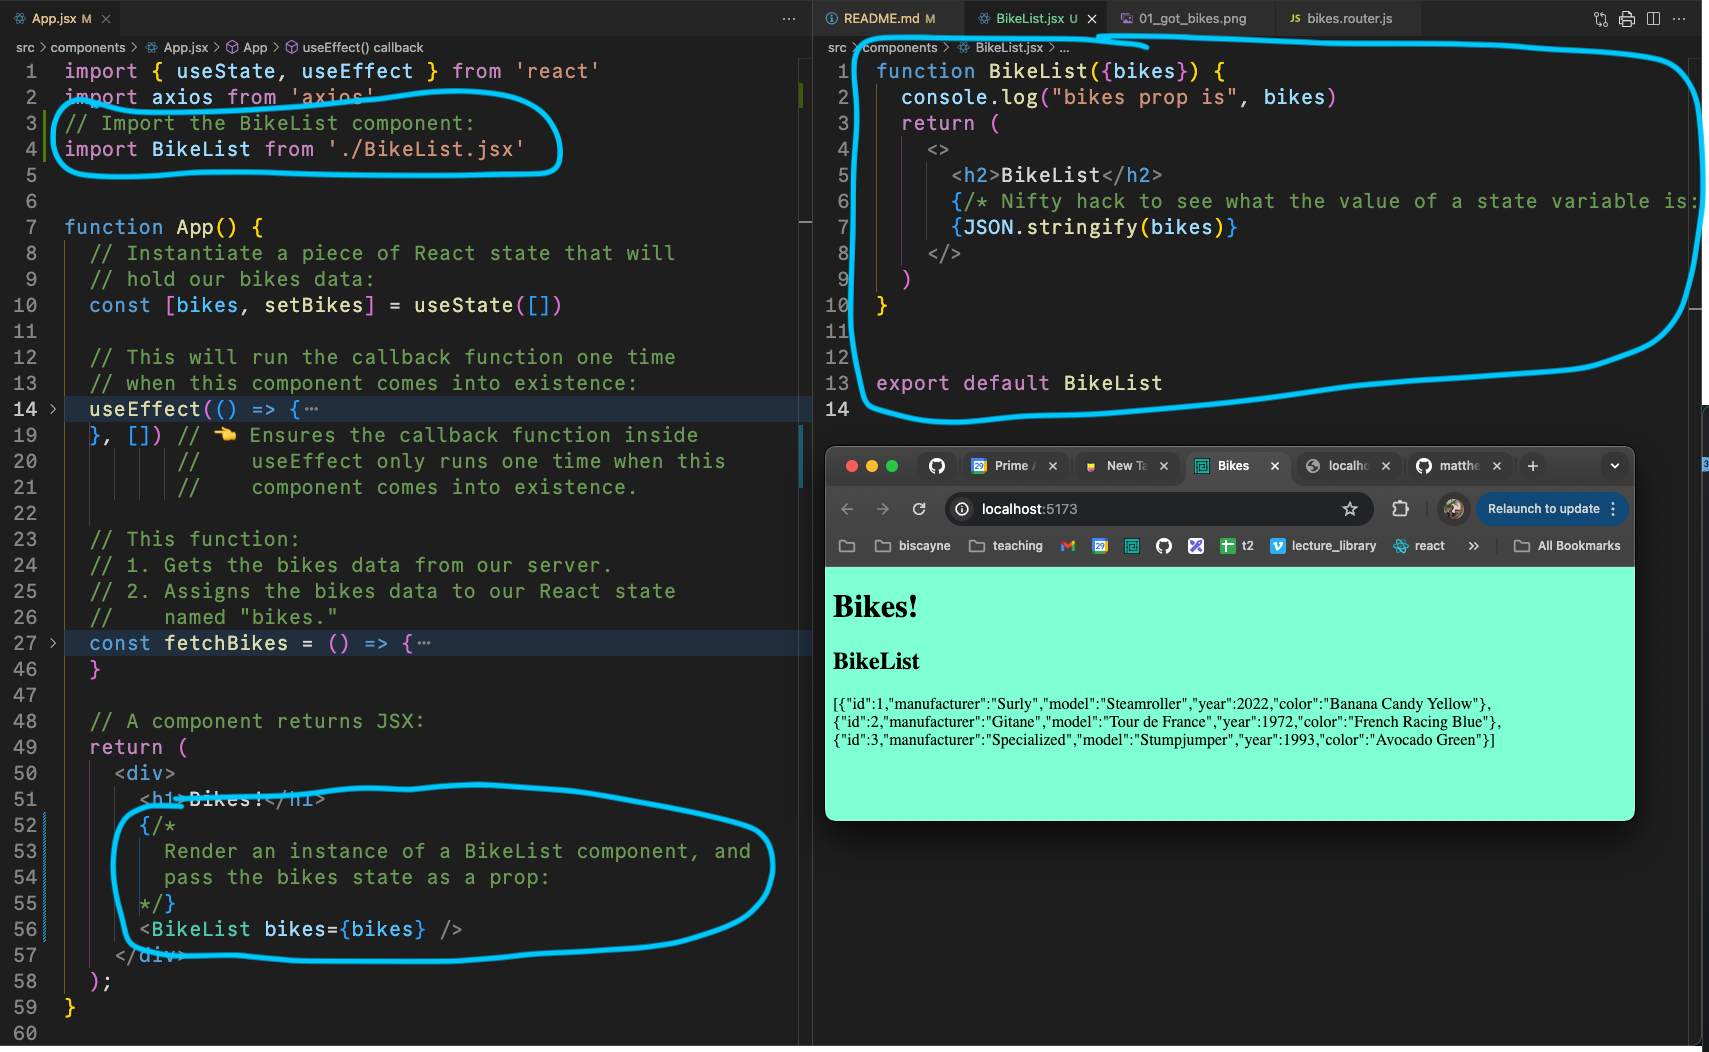 App.jsx M
src > components > App.jsx > App > useEffect() callback
1 import { useState, useEffect } from 'react'
2 import axios from 'axios'
3 // Import the BikeList component:
4 import BikeList from './BikeList.jsx'
5
6
7 function App() {
8 // Instantiate a piece of React state that will
9 // hold our bikes data:
10 const [bikes, setBikes] = useState([])
11
12 // This will run the callback function one time
13 // when this component comes into existence:
14 useEffect(() => {⋯
19 }, []) // 👈 Ensures the callback function inside
20 // useEffect only runs one time when this
21 // component comes into existence.
22
23 // This function:
24 // 1. Gets the bikes data from our server.
25 // 2. Assigns the bikes data to our React state
26 // named "bikes."
27 const fetchBikes = () => {⋯
46 }
47
48 // A component returns JSX:
49 return (
50 <div>
51 <h1>Bikes!</h1>
52 {/*
53 Render an instance of a BikeList component, and
54 pass the bikes state as a prop:
55 */}
56 <BikeList bikes={bikes} />
57 </div>
58 );
59 }
60
README.md M BikeList.jsx U 01_got_bikes.png JS bikes.router.js
src > components > BikeList.jsx > ...
1 function BikeList({bikes}) {
2 console.log("bikes prop is", bikes)
3 return (
4 <>
5 <h2>BikeList</h2>
6 {/* Nifty hack to see what the value of a state variable is:
7 {JSON.stringify(bikes)}
8 </>
9 )
10 }
11
12
13 export default BikeList
14
29 Prime New Ta Bikes localho matthe
localhost:5173 Relaunch to update
biscayne teaching 29 t2 lecture_library react » All Bookmarks
Bikes!
BikeList
[{"id":1,"manufacturer":"Surly","model":"Steamroller","year":2022,"color":"Banana Candy Yellow"},
{"id":2,"manufacturer":"Gitane","model":"Tour de France","year":1972,"color":"French Racing Blue"},
{"id":3,"manufacturer":"Specialized","model":"Stumpjumper","year":1993,"color":"Avocado Green"}]